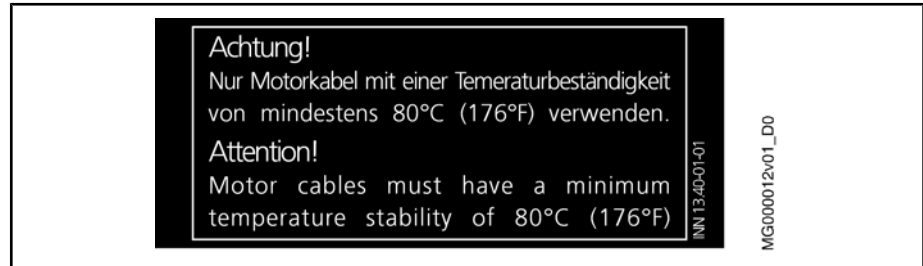 Achtung!
Nur Motorkabel mit einer Temeraturbeständigkeit
von mindestens 80°C (176°F) verwenden.
Attention!
Motor cables must have a minimum
temperature stability of 80°C (176°F)
INN 13.40-01-01
MG000012v01_D0